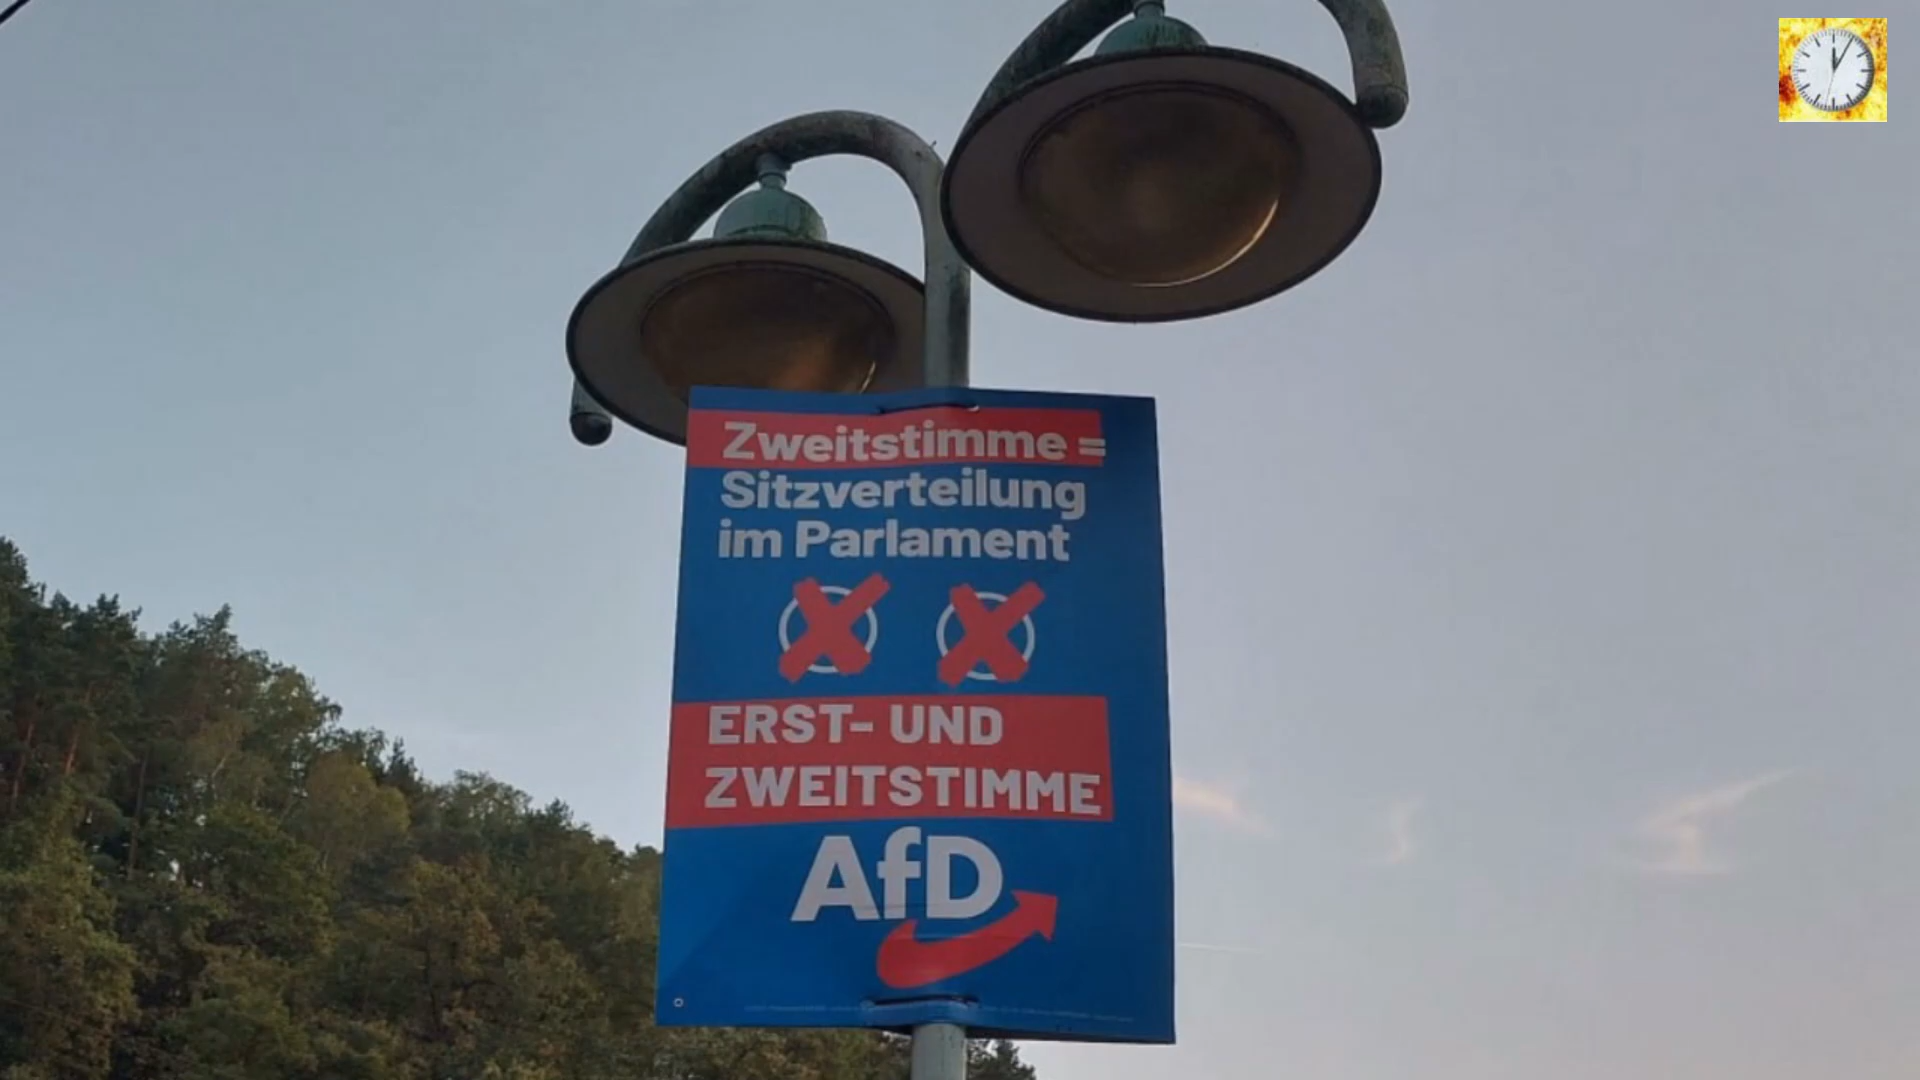 Zweitstimme =
Sitzverteilung
im Parlament
ERST- UND
ZWEITSTIMME
AfD